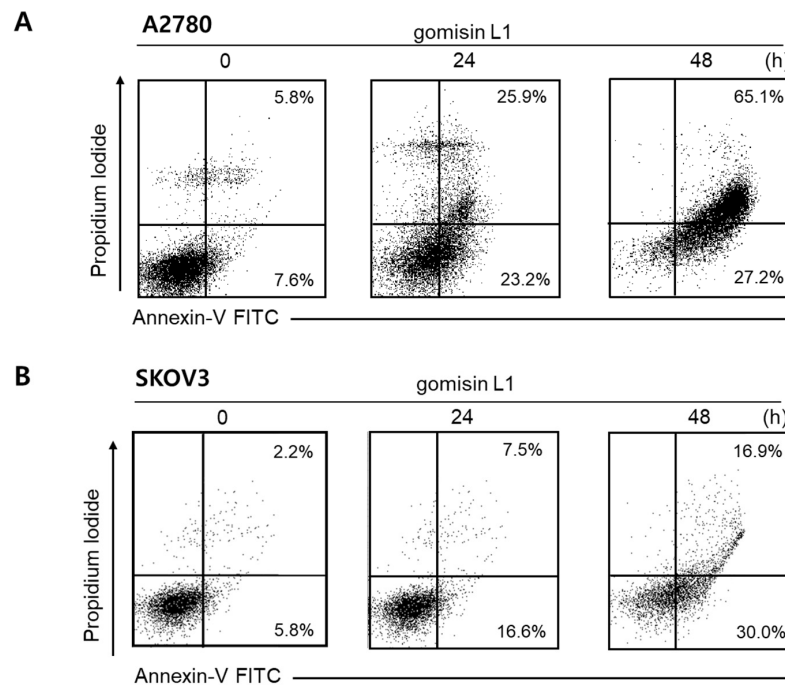 A A2780
gomisin L1
0 24 48 (h)
Propidium Iodide
5.8% 25.9% 65.1%
7.6% 23.2% 27.2%
Annexin-V FITC
B SKOV3
gomisin L1
0 24 48 (h)
Propidium Iodide
2.2% 7.5% 16.9%
5.8% 16.6% 30.0%
Annexin-V FITC